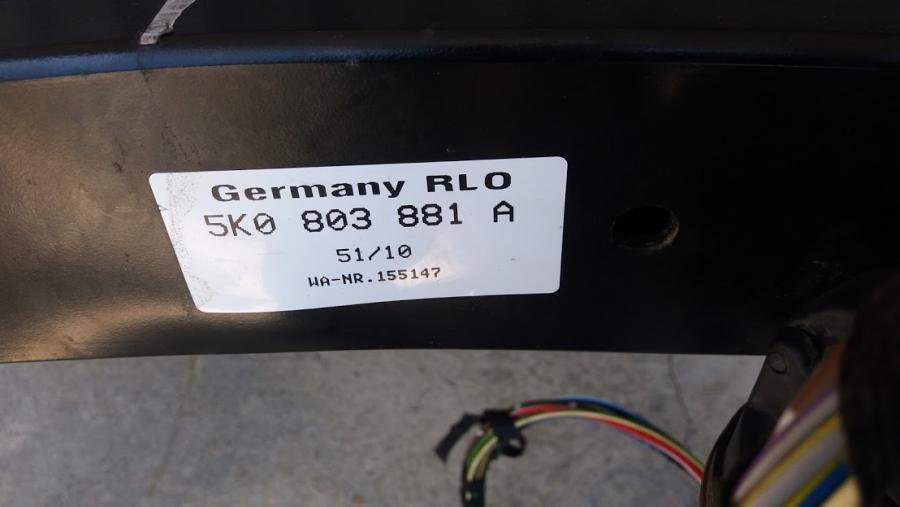 Germany RLO
5K0 803 881 A
51/10
WA-NR.155147